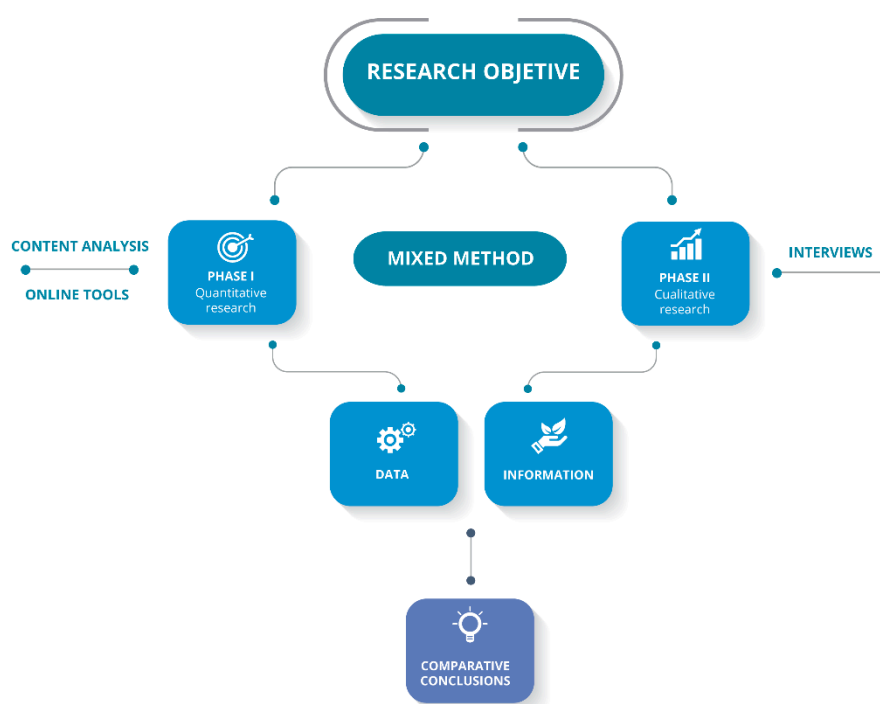 RESEARCH OBJETIVE
CONTENT ANALYSIS
ONLINE TOOLS
PHASE I
Quantitative
research
MIXED METHOD
PHASE II
Cualitative
research
INTERVIEWS
DATA
INFORMATION
COMPARATIVE
CONCLUSIONS